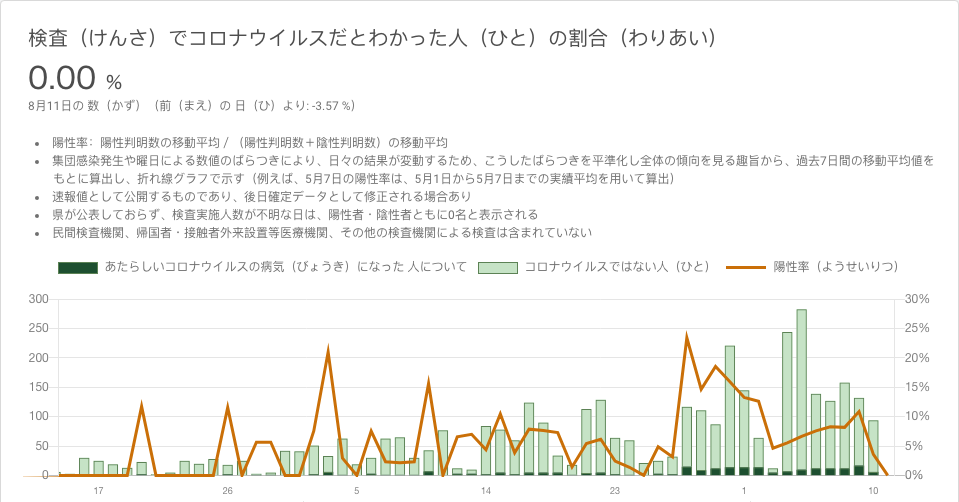 検査（けんさ）でコロナウイルスだとわかった人（ひと）の割合（わりあい）
0.00 %
8月11日の 数（かず）（前（まえ）の 日（ひ）より: -3.57 %）
• 陽性率：陽性判明数の移動平均 / （陽性判明数＋陰性判明数）の移動平均
• 集団感染発生や曜日による数値のばらつきにより、日々の結果が変動するため、こうしたばらつきを平準化し全体の傾向を見る趣旨から、過去7日間の移動平均値を
もとに算出し、折れ線グラフで示す（例えば、5月7日の陽性率は、5月1日から5月7日までの実績平均を用いて算出）
• 速報値として公開するものであり、後日確定データとして修正される場合あり
• 県が公表しておらず、検査実施人数が不明な日は、陽性者・陰性者ともに0名と表示される
• 民間検査機関、帰国者・接触者外来設置等医療機関、その他の検査機関による検査は含まれていない
あたらしいコロナウイルスの病気（びょうき）になった 人について コロナウイルスではない人（ひと） 陽性率（ようせいりつ）
300 30%
250 25%
200 20%
150 15%
100 10%
50 5%
0 0%
17 26 5 14 23 1 10